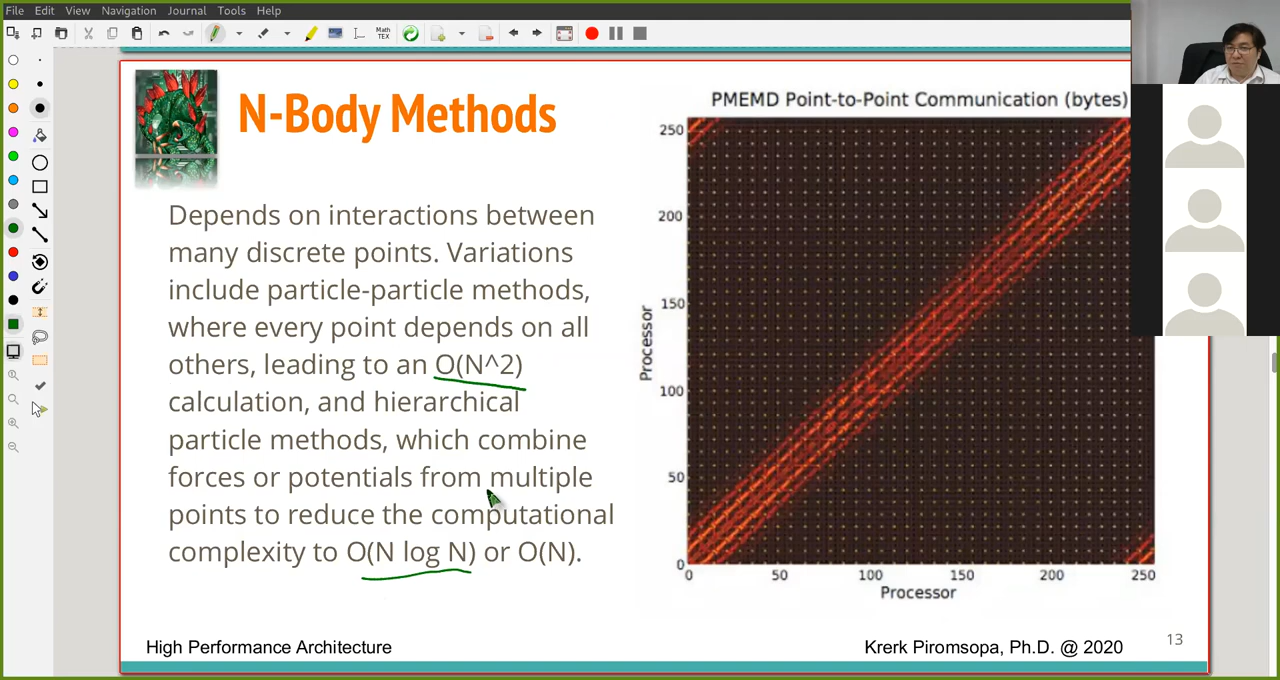 File Edit View Navigation Journal Tools Help
MATH
TEX
N-Body Methods
Depends on interactions between
many discrete points. Variations
include particle-particle methods,
where every point depends on all
others, leading to an O(N^2)
calculation, and hierarchical
particle methods, which combine
forces or potentials from multiple
points to reduce the computational
complexity to O(N log N) or O(N).
PMEMD Point-to-Point Communication (bytes)
250
200
150
100
50
0
Processor
0 50 100 150 200 250
Processor
High Performance Architecture
Krerk Piromsopa, Ph.D. @ 2020
13